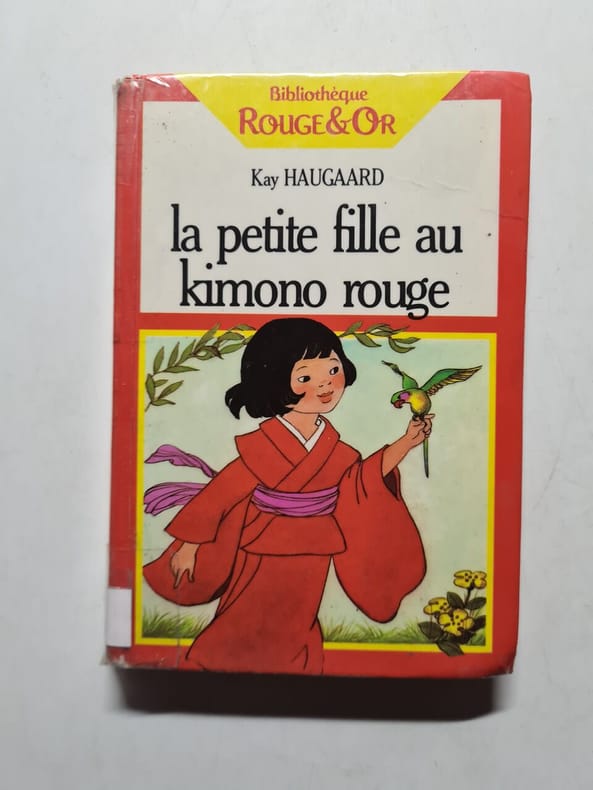 Bibliothèque
ROUGE&OR
Kay HAUGAARD
la petite fille au
kimono rouge